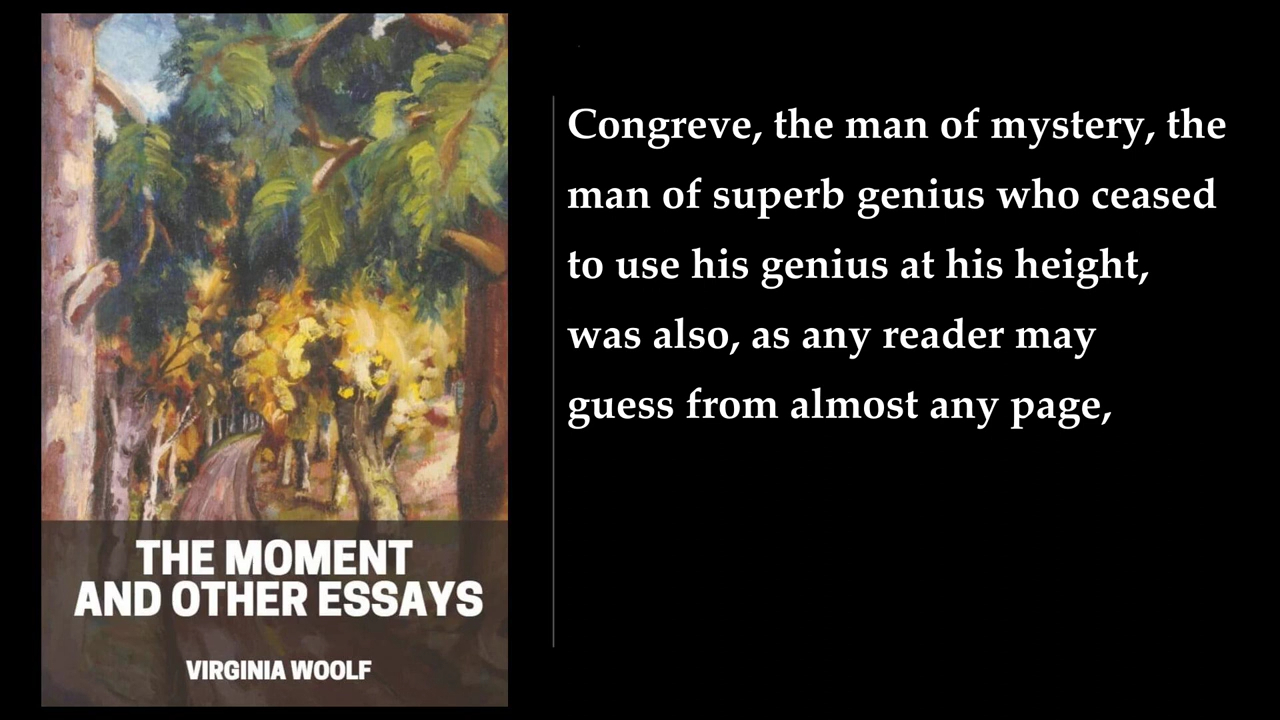 THE MOMENT
AND OTHER ESSAYS
VIRGINIA WOOLF
Congreve, the man of mystery, the
man of superb genius who ceased
to use his genius at his height,
was also, as any reader may
guess from almost any page,